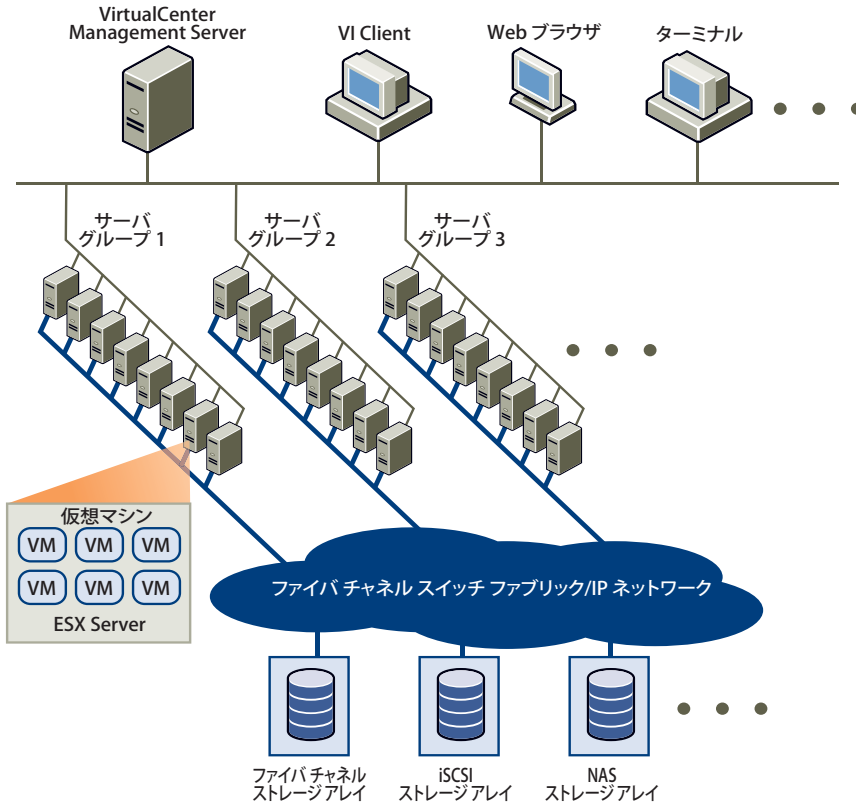 VirtualCenter
Management Server
VI Client
Web ブラウザ
ターミナル
サーバ
グループ 1
サーバ
グループ 2
サーバ
グループ 3
仮想マシン
VM VM VM
VM VM VM
ESX Server
ファイバ チャネル スイッチ ファブリック/IP ネットワーク
ファイバ チャネル
ストレージ アレイ
iSCSI
ストレージ アレイ
NAS
ストレージ アレイ